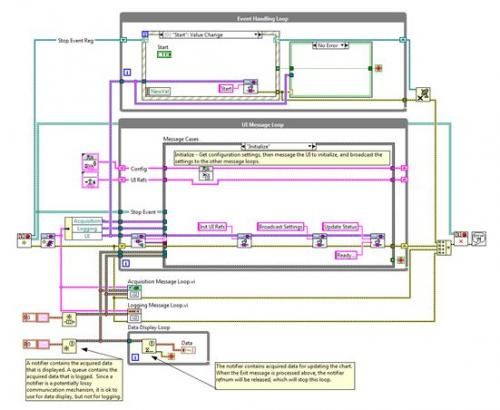 Event Handling Loop
Stop Event Reg
"Start": Value Change
Start
NewVal
Start
No Error
UI Message Loop
Message Cases
"Initialize"
Initialize - Get configuration settings, then message the UI to initialize, and broadcast the
settings to the other message loops.
Config
UI Refs
Stop Event
Acquisition
Logging
UI
Init UI Refs
Broadcast Settings
Update Status
Ready...
Acquisition Message Loop.vi
Logging Message Loop.vi
Data Display Loop
Data
A notifier contains the acquired data
that is displayed. A queue contains
the acquired data that is logged. Since a
notifier is a potentially lossy
communication mechanism, it is ok to
use for data display, but not for logging.
The notifier contains acquired data for updating the chart.
When the Exit message is processed above, the notifier
refnum will be released, which will stop this loop.